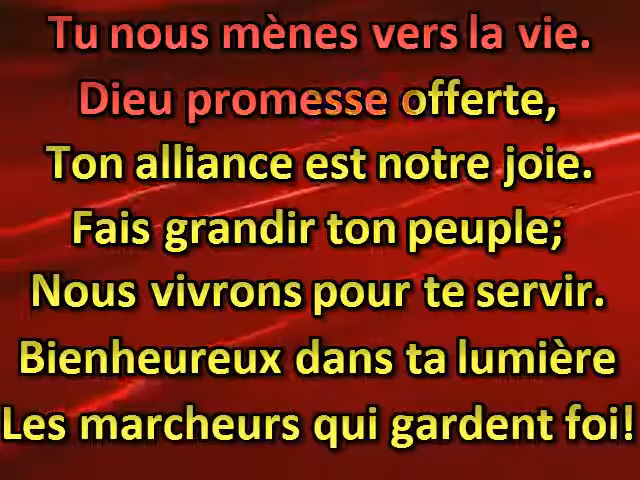 Tu nous mènes vers la vie.
Dieu promesse offerte,
Ton alliance est notre joie.
Fais grandir ton peuple;
Nous vivrons pour te servir.
Bienheureux dans ta lumière
Les marcheurs qui gardent foi!